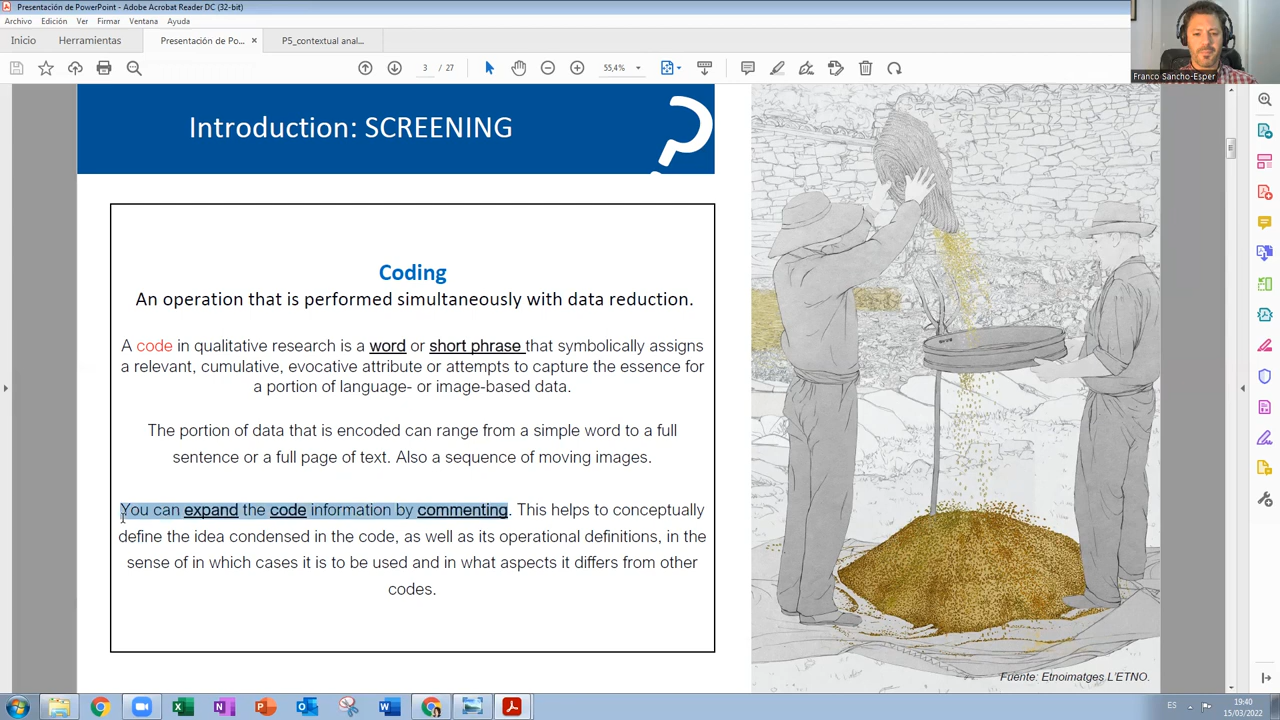 Presentación de PowerPoint - Adobe Acrobat Reader DC (32-bit)
Archivo Edición Ver Firmar Ventana Ayuda
Inicio Herramientas Presentación de Po... × P5_contextual anal...
3 / 27 55,4%
Franco Sancho-Esper
Introduction: SCREENING
Coding
An operation that is performed simultaneously with data reduction.
A code in qualitative research is a word or short phrase that symbolically assigns
a relevant, cumulative, evocative attribute or attempts to capture the essence for
a portion of language- or image-based data.
The portion of data that is encoded can range from a simple word to a full
sentence or a full page of text. Also a sequence of moving images.
You can expand the code information by commenting. This helps to conceptually
define the idea condensed in the code, as well as its operational definitions, in the
sense of in which cases it is to be used and in what aspects it differs from other
codes.
Fuente: Etnoimatges L'ETNO.
ES
19:40
15/03/2022